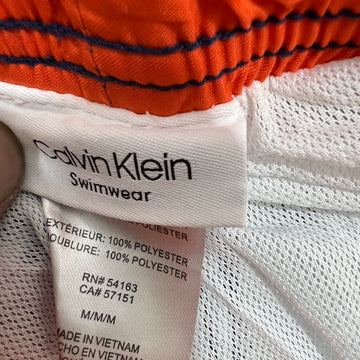 Calvin Klein
Swimwear
POLYESTER
EXTÉRIEUR: 100% POLYESTER
DOUBLURE: 100% POLYESTER
RN# 54163
CA# 57151
M/M/M
MADE IN VIETNAM
HECHO EN VIETNAM